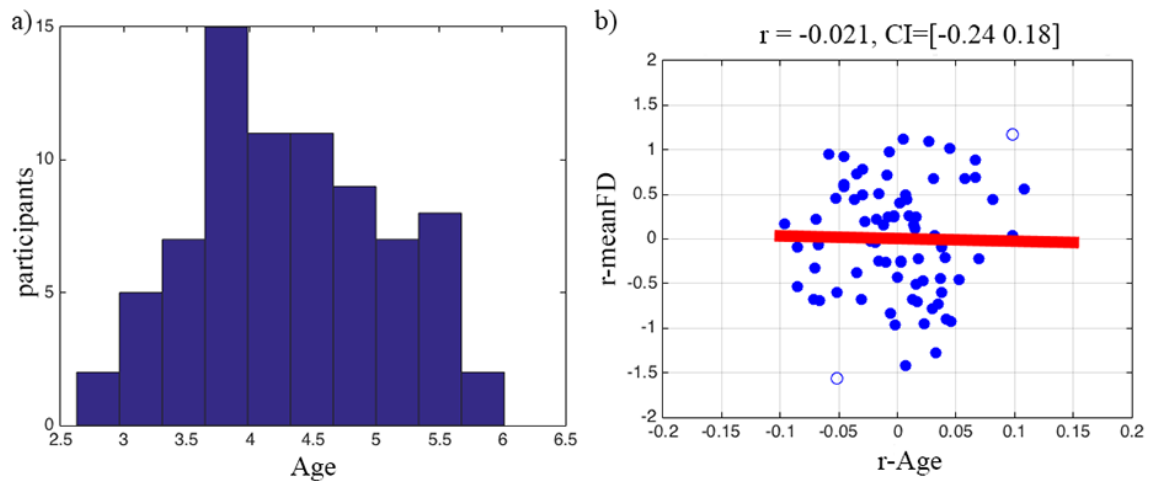 a)
15
10
5
0
participants
2.5 3 3.5 4 4.5 5 5.5 6 6.5
Age
b)
r = -0.021, CI=[-0.24 0.18]
2
1.5
1
0.5
0
-0.5
-1
-1.5
-2
r-meanFD
-0.2 -0.15 -0.1 -0.05 0 0.05 0.1 0.15 0.2
r-Age